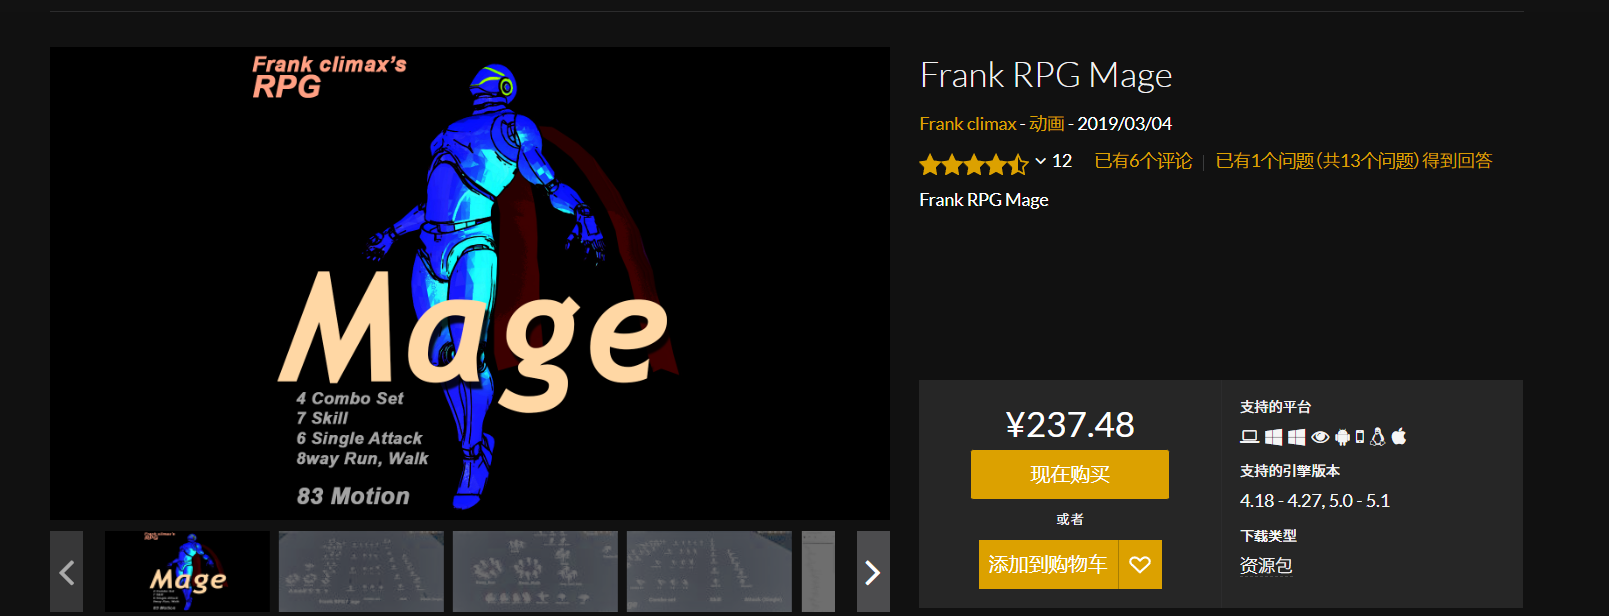 Frank climax's
RPG
Mage
4 Combo Set
7 Skill
6 Single Attack
8way Run, Walk
83 Motion
Frank climax's
RPG
Mage
Frank RPG Mage
Frank climax - 动画 - 2019/03/04
12 已有6个评论 | 已有1个问题 (共13个问题) 得到回答
Frank RPG Mage
¥237.48
现在购买
或者
添加到购物车
支持的平台
支持的引擎版本
4.18 - 4.27, 5.0 - 5.1
下载类型
资源包